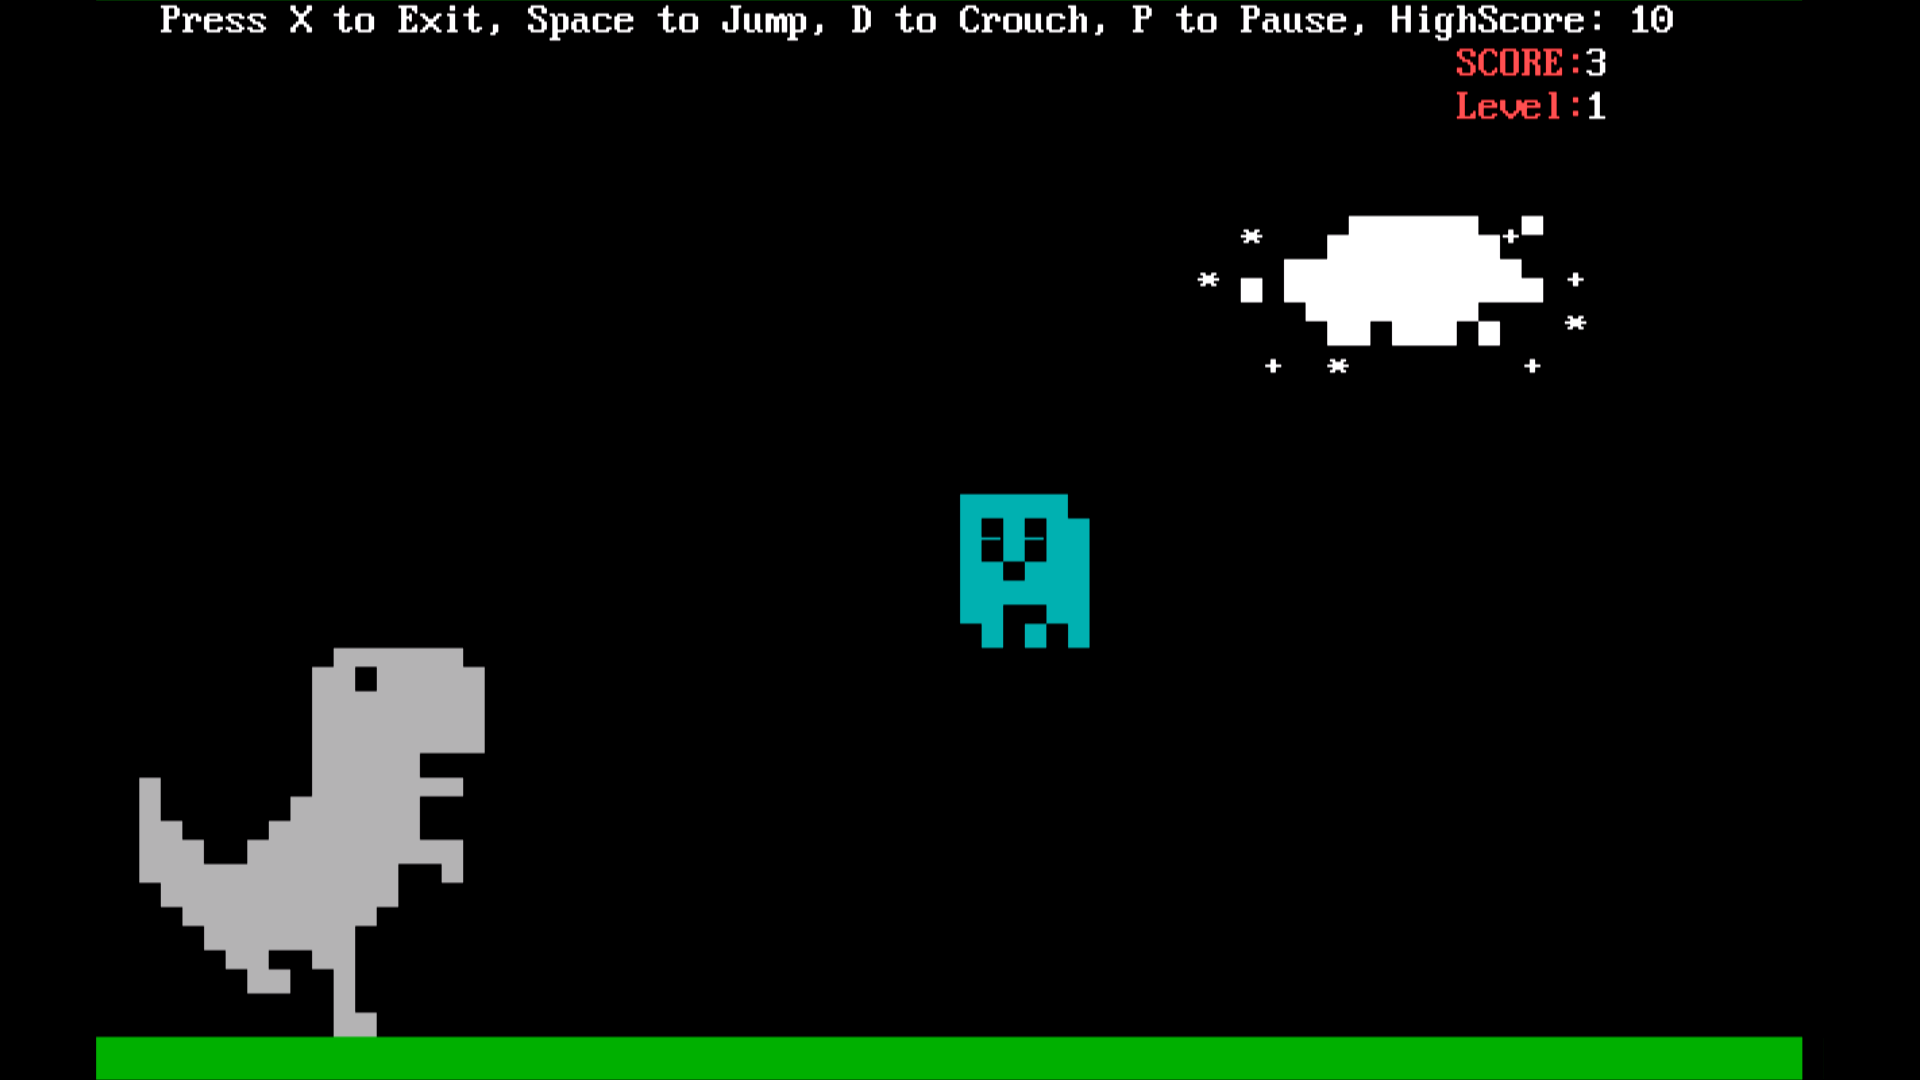 Press X to Exit, Space to Jump, D to Crouch, P to Pause, HighScore: 10
SCORE:3
Level:1